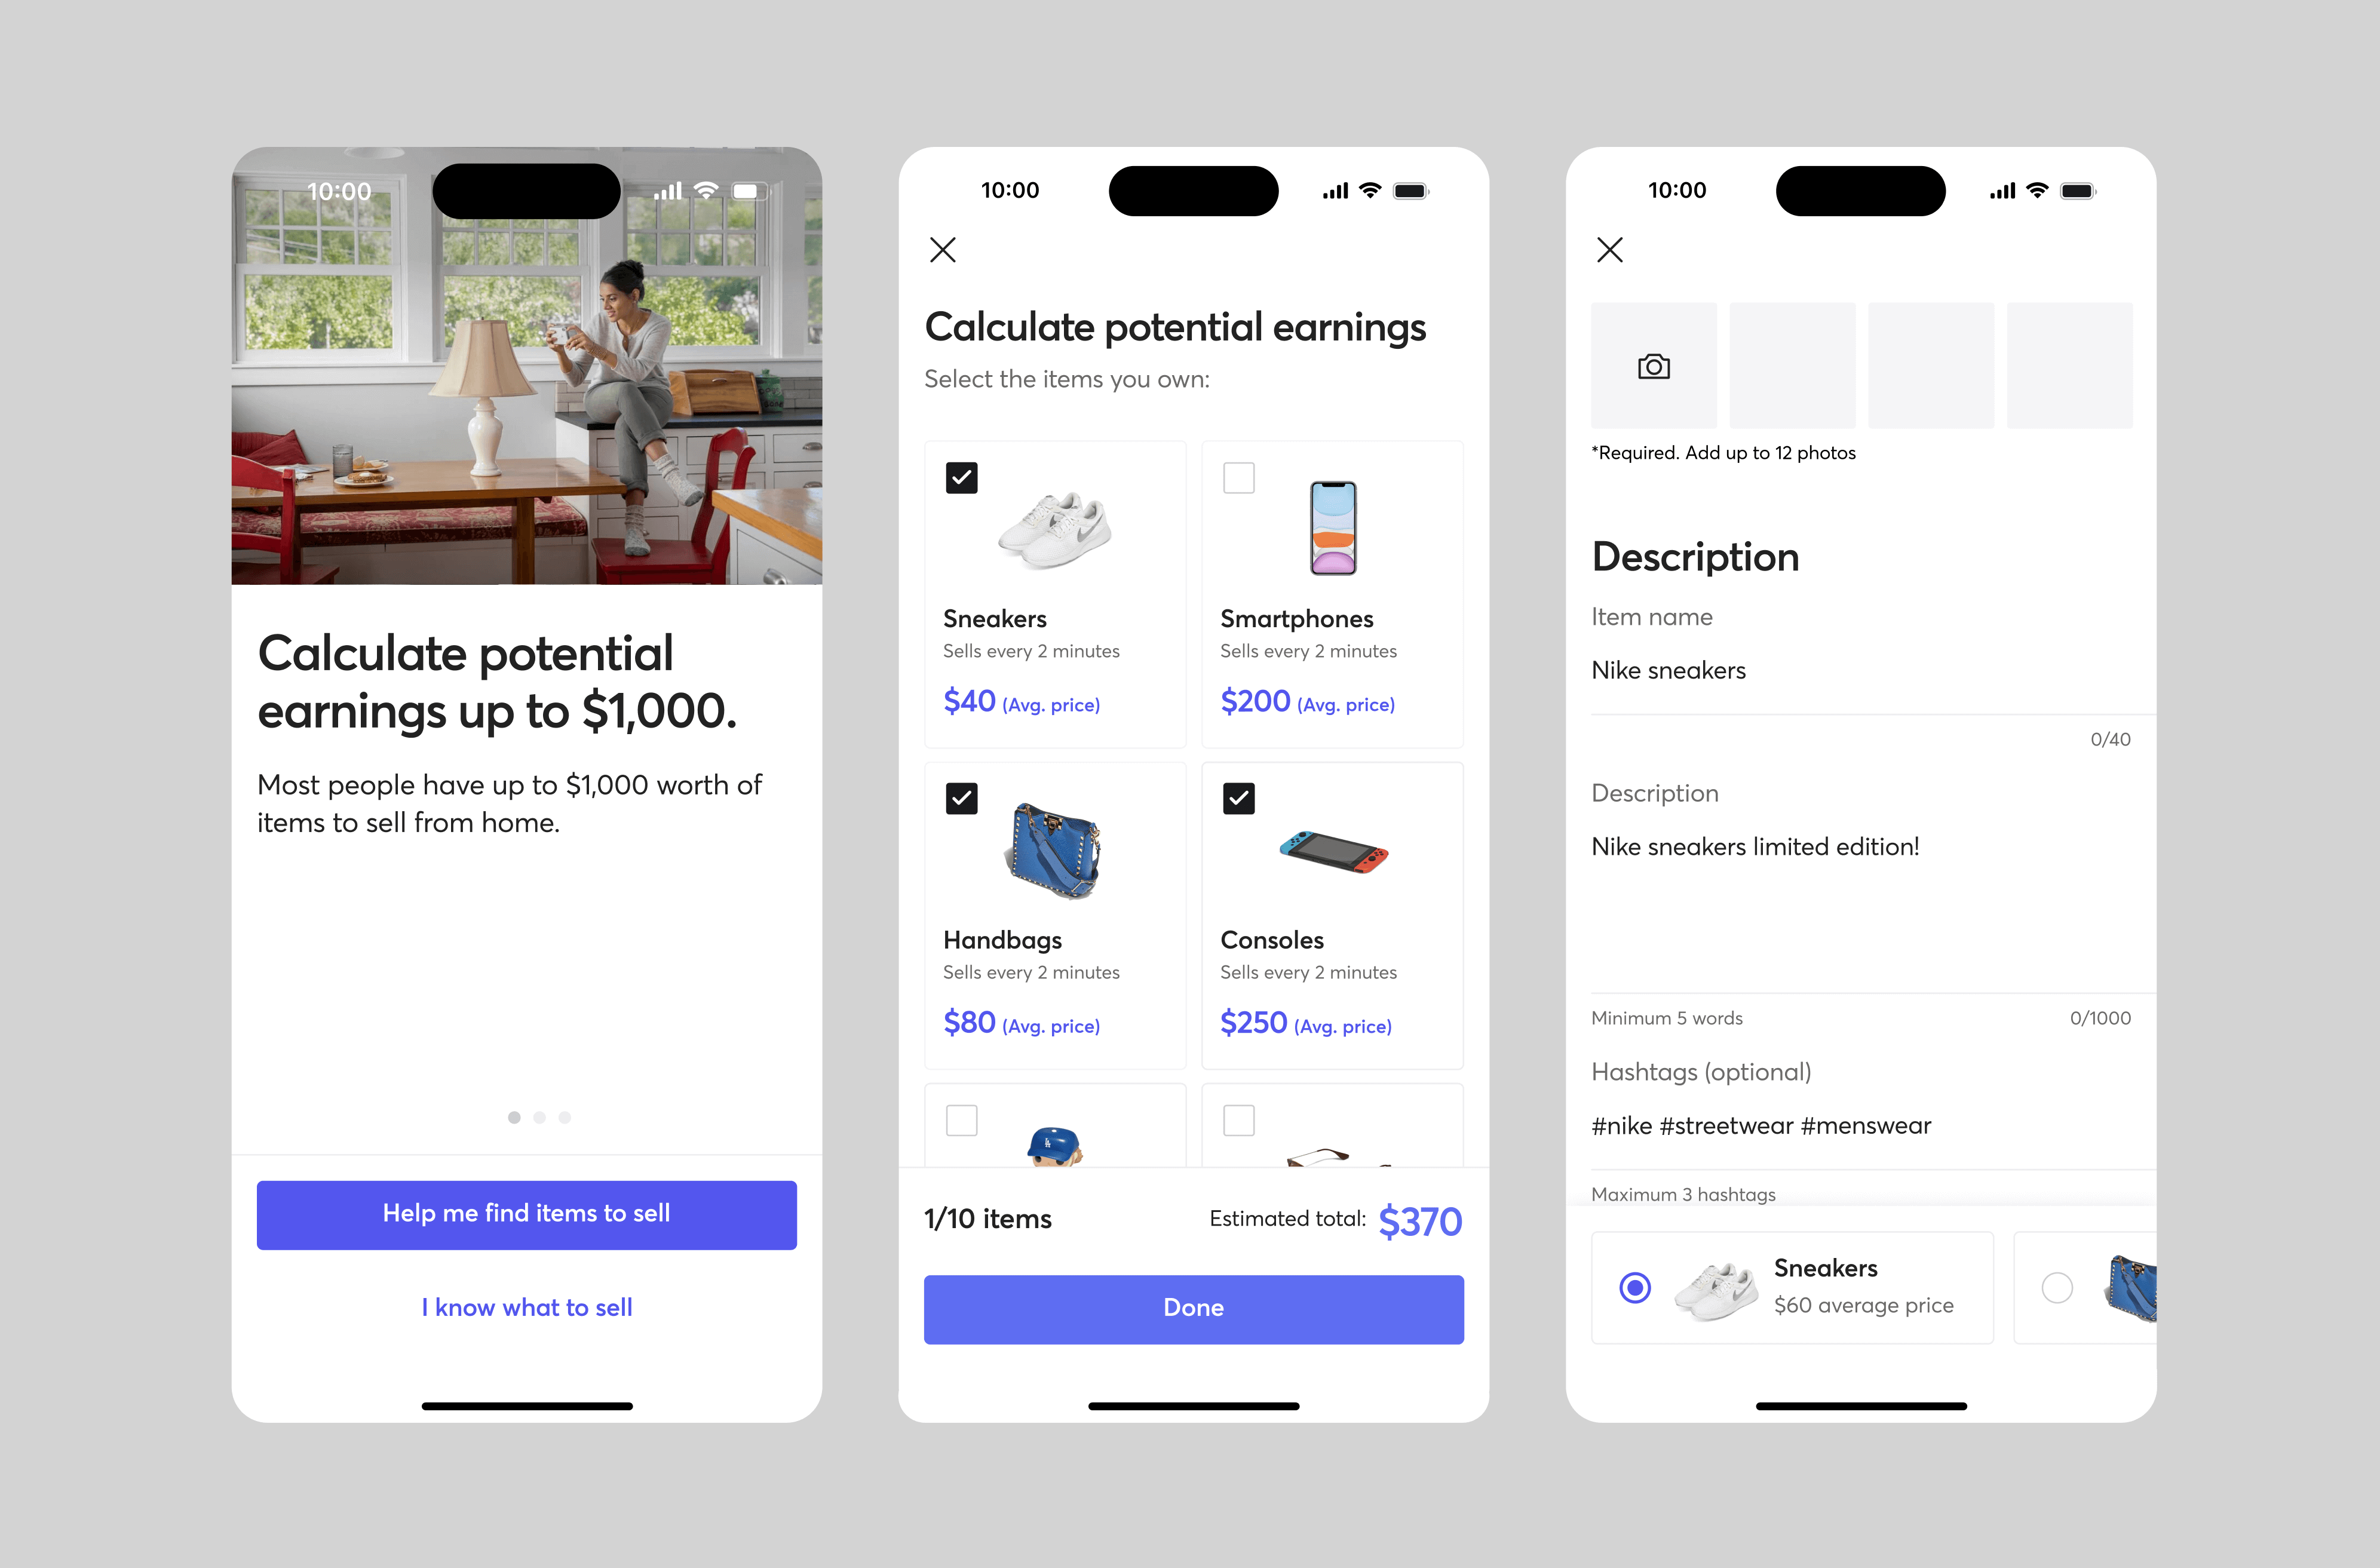 10:00
Calculate potential
earnings up to $1,000.
Most people have up to $1,000 worth of
items to sell from home.
Help me find items to sell
I know what to sell
10:00
Calculate potential earnings
Select the items you own:
Sneakers
Sells every 2 minutes
$40 (Avg. price)
Smartphones
Sells every 2 minutes
$200 (Avg. price)
Handbags
Sells every 2 minutes
$80 (Avg. price)
Consoles
Sells every 2 minutes
$250 (Avg. price)
LA
1/10 items
Estimated total: $370
Done
10:00
*Required. Add up to 12 photos
Description
Item name
Nike sneakers
0/40
Description
Nike sneakers limited edition!
Minimum 5 words
0/1000
Hashtags (optional)
#nike #streetwear #menswear
Maximum 3 hashtags
Sneakers
$60 average price